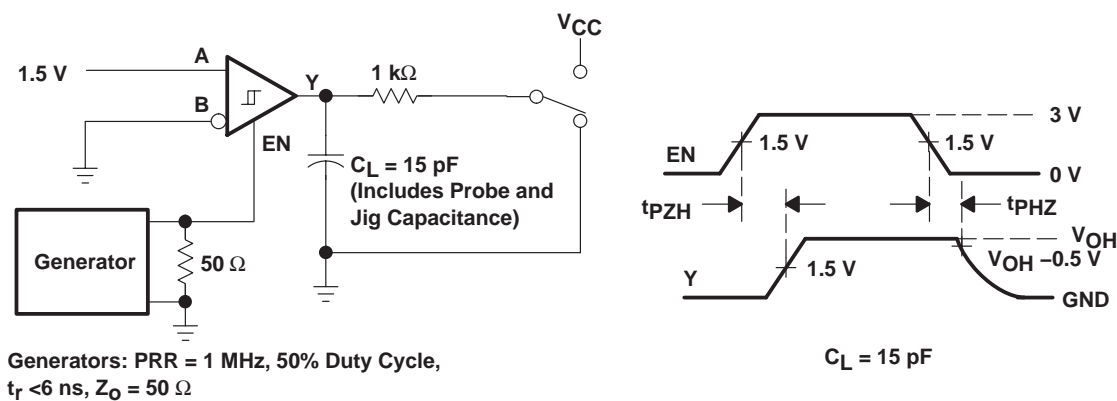 VCC
1.5 V
A
B
Y
1 kΩ
EN
CL = 15 pF
(Includes Probe and
Jig Capacitance)
Generator
50 Ω
Generators: PRR = 1 MHz, 50% Duty Cycle,
tr <6 ns, ZO = 50 Ω
EN
1.5 V
1.5 V
3 V
0 V
tPZH
tPHZ
VOH
VOH –0.5 V
Y
1.5 V
GND
CL = 15 pF